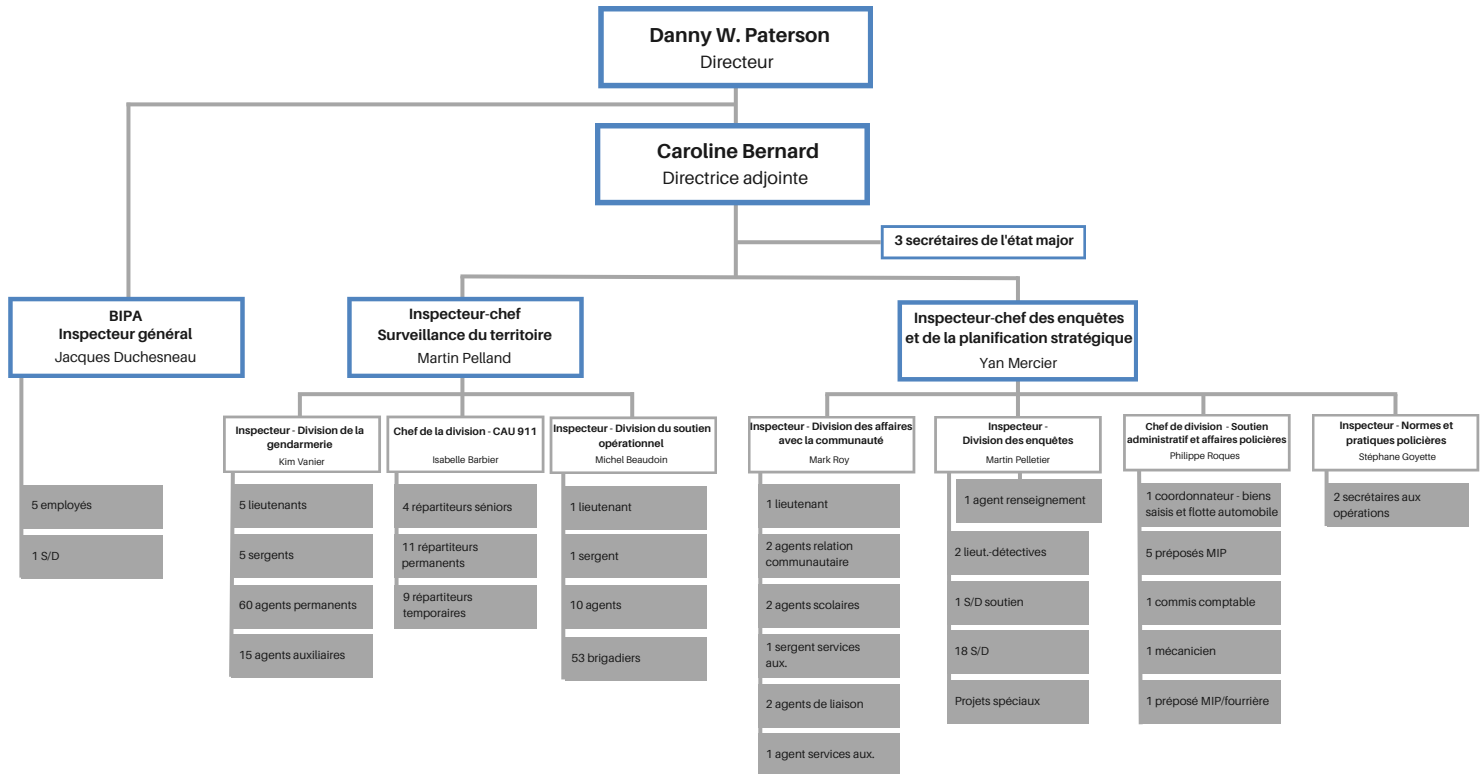 Danny W. Paterson
Directeur
Caroline Bernard
Directrice adjointe
3 secrétaires de l'état major
BIPA
Inspecteur général
Jacques Duchesneau
Inspecteur-chef
Surveillance du territoire
Martin Pelland
Inspecteur-chef des enquêtes
et de la planification stratégique
Yan Mercier
5 employés
1 S/D
Inspecteur - Division de la
gendarmerie
Kim Vanier
5 lieutenants
5 sergents
60 agents permanents
15 agents auxiliaires
Chef de la division - CAU 911
Isabelle Barbier
4 répartiteurs séniors
11 répartiteurs
permanents
9 répartiteurs
temporaires
Inspecteur - Division du soutien
opérationnel
Michel Beaudoin
1 lieutenant
1 sergent
10 agents
53 brigadiers
Inspecteur - Division des affaires
avec la communauté
Mark Roy
1 lieutenant
2 agents relation
communautaire
2 agents scolaires
1 sergent services
aux.
2 agents de liaison
1 agent services aux.
Inspecteur -
Division des enquêtes
Martin Pelletier
1 agent renseignement
2 lieut.-détectives
1 S/D soutien
18 S/D
Projets spéciaux
Chef de division - Soutien
administratif et affaires policières
Philippe Roques
1 coordonnateur - biens
saisis et flotte automobile
5 préposés MIP
1 commis comptable
1 mécanicien
1 préposé MIP/fourrière
Inspecteur - Normes et
pratiques policières
Stéphane Goyette
2 secrétaires aux
opérations